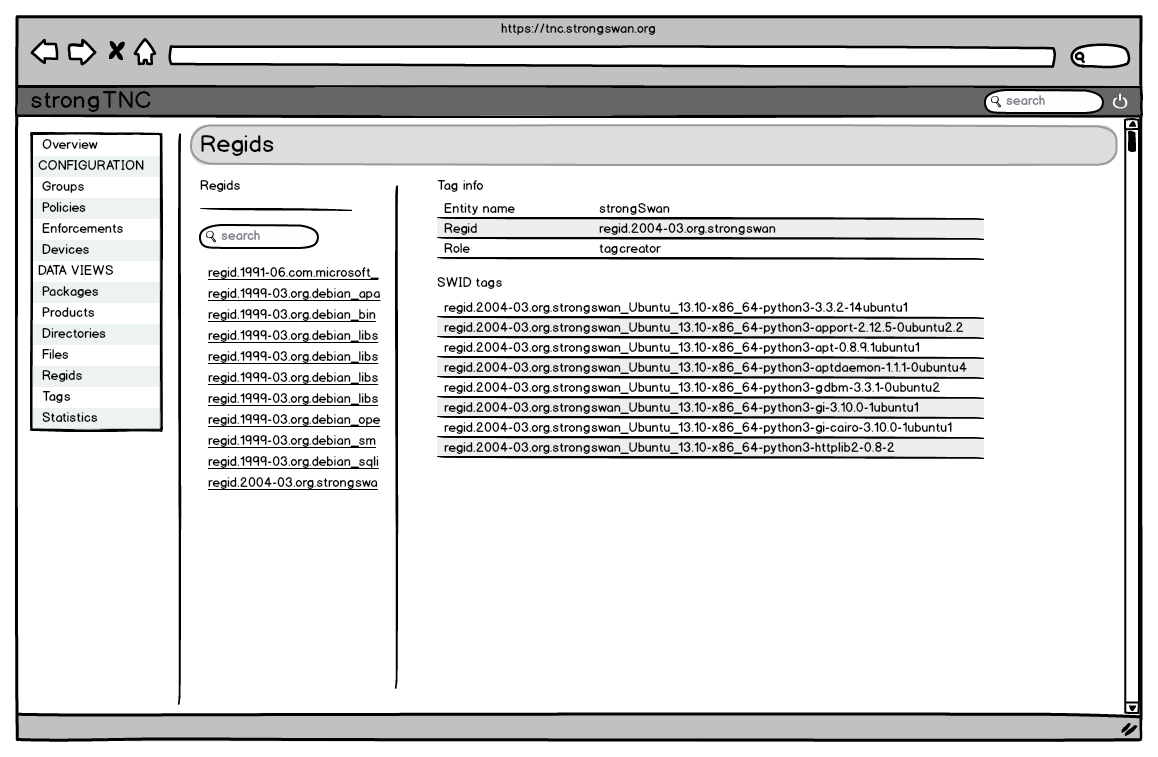 https://tnc.strongswan.org
strongTNC
search
Overview
CONFIGURATION
Groups
Policies
Enforcements
Devices
DATA VIEWS
Packages
Products
Directories
Files
Regids
Tags
Statistics
Regids
Regids
search
regid.1991-06.com.microsoft_
regid.1999-03.org.debian_apa
regid.1999-03.org.debian_bin
regid.1999-03.org.debian_libs
regid.1999-03.org.debian_libs
regid.1999-03.org.debian_libs
regid.1999-03.org.debian_libs
regid.1999-03.org.debian_ope
regid.1999-03.org.debian_sm
regid.1999-03.org.debian_sqli
regid.2004-03.org.strongswa
Tag info
Entity name strongSwan
Regid regid.2004-03.org.strongswan
Role tagcreator
SWID tags
regid.2004-03.org.strongswan_Ubuntu_13.10-x86_64-python3-3.3.2-14ubuntu1
regid.2004-03.org.strongswan_Ubuntu_13.10-x86_64-python3-apport-2.12.5-0ubuntu2.2
regid.2004-03.org.strongswan_Ubuntu_13.10-x86_64-python3-apt-0.8.9.1ubuntu1
regid.2004-03.org.strongswan_Ubuntu_13.10-x86_64-python3-aptdaemon-1.1.1-0ubuntu4
regid.2004-03.org.strongswan_Ubuntu_13.10-x86_64-python3-gdbm-3.3.1-0ubuntu2
regid.2004-03.org.strongswan_Ubuntu_13.10-x86_64-python3-gi-3.10.0-1ubuntu1
regid.2004-03.org.strongswan_Ubuntu_13.10-x86_64-python3-gi-cairo-3.10.0-1ubuntu1
regid.2004-03.org.strongswan_Ubuntu_13.10-x86_64-python3-httplib2-0.8-2